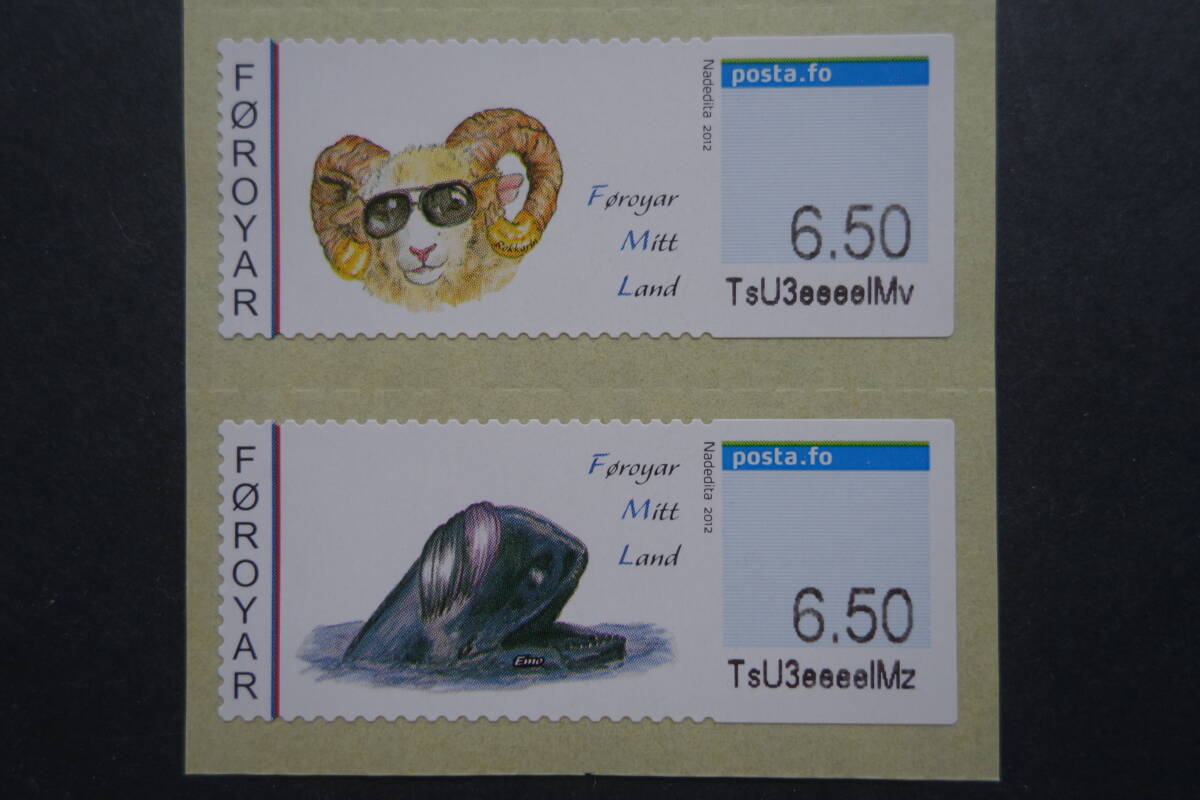 FØROYAR
Rokkarin
Føroyar
Mitt
Land
Nadedita 2012
posta.fo
6.50
TsU3eeeelMv
FØROYAR
Emo
Føroyar
Mitt
Land
Nadedita 2012
posta.fo
6.50
TsU3eeeelMz